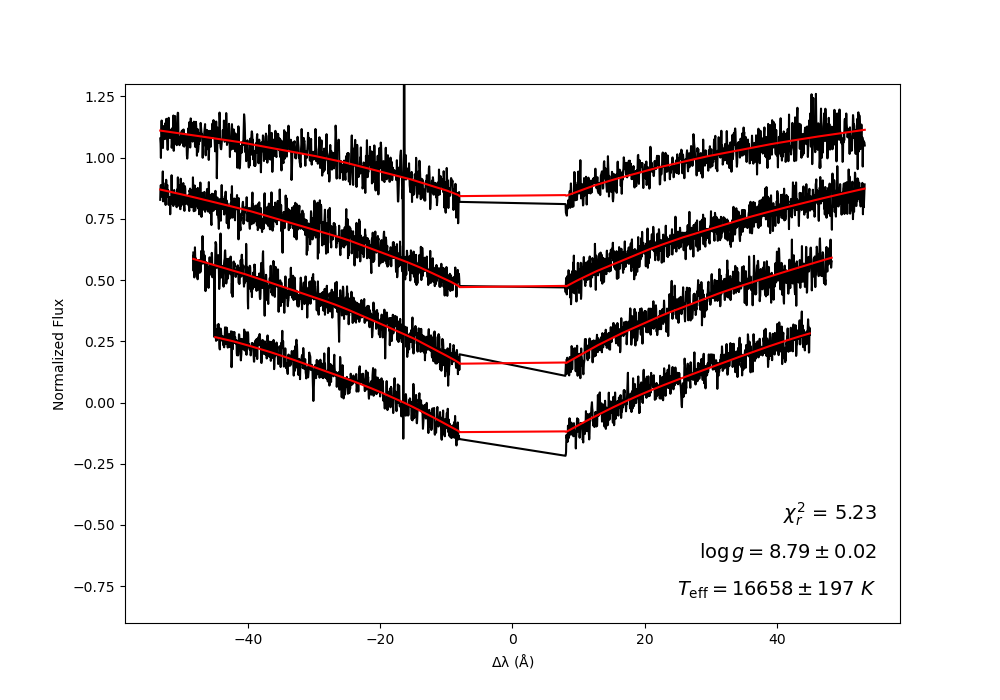 1.25
1.00
0.75
0.50
0.25
0.00
−0.25
−0.50
−0.75
Normalized Flux
χ²ᵣ = 5.23
log g = 8.79 ± 0.02
T_eff = 16658 ± 197 K
−40 −20 0 20 40
Δλ (Å)